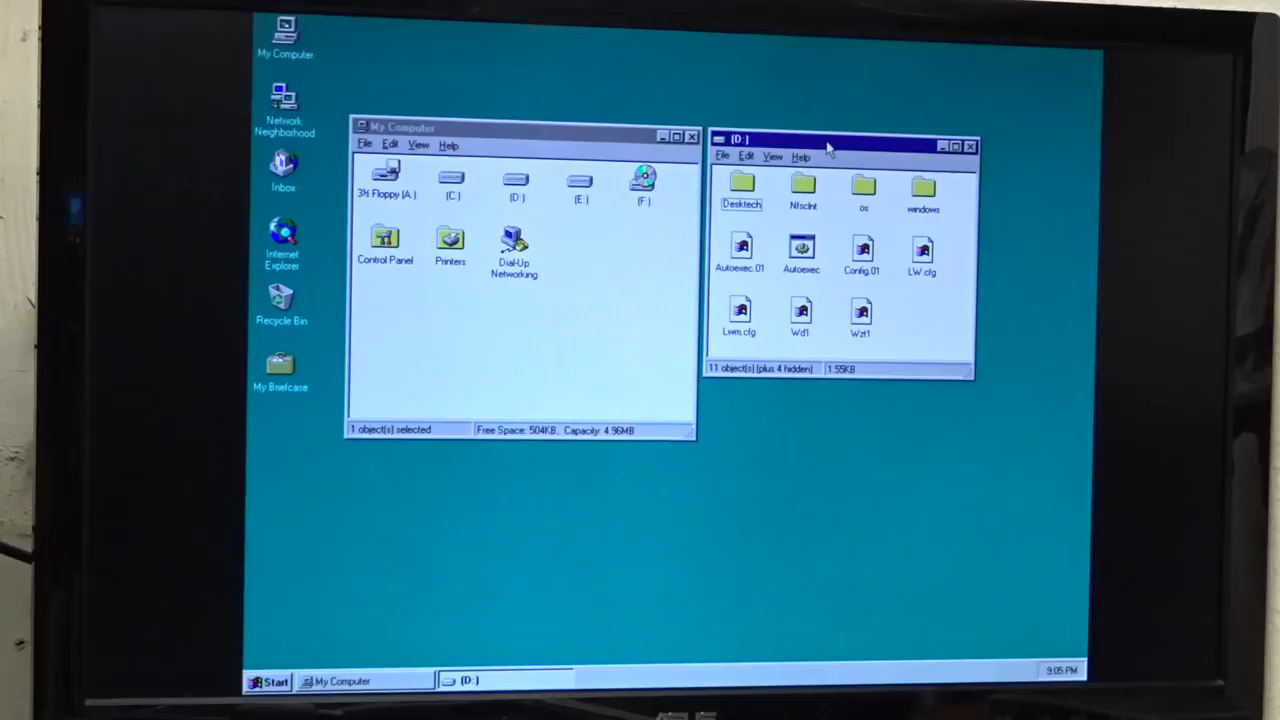 My Computer
Network
Neighborhood
Inbox
Internet
Explorer
Recycle Bin
My Briefcase
My Computer
File Edit View Help
3½ Floppy (A:) (C:) (D:) (E:) (F:)
Control Panel Printers Dial-Up
Networking
1 object(s) selected Free Space: 504KB, Capacity: 4.96MB
(D:)
File Edit View Help
Desktech Nfsclnt os windows
Autoexec.01 Autoexec Config.01 LW.cfg
Lwm.cfg Wd1 Wzt1
11 object(s) (plus 4 hidden) 1.55KB
Start My Computer (D:) 9:05 PM